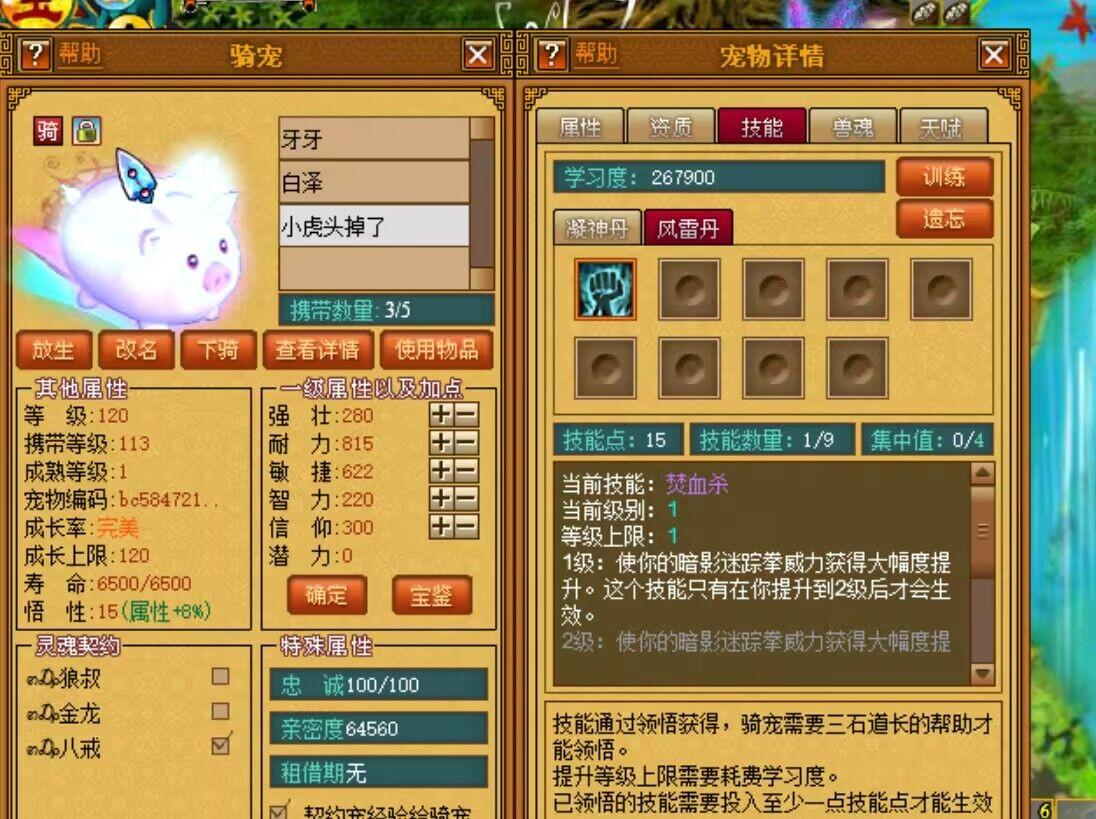 ? 帮助 骑宠 X
骑
牙牙
白泽
小虎头掉了
携带数量: 3/5
放生 改名 下骑 查看详情 使用物品
其他属性
等 级:120
携带等级:113
成熟等级:1
宠物编码:bc584721..
成长率:完美
成长上限:120
寿 命:6500/6500
悟 性:15(属性+8%)
一级属性以及加点
强 壮:280 + -
耐 力:815 + -
敏 捷:622 + -
智 力:220 + -
信 仰:300 + -
潜 力:0
确定 宝鉴
灵魂契约
狼叔
金龙
八戒
特殊属性
忠 诚100/100
亲密度64560
租借期无
契约宠经验给骑宠
? 帮助 宠物详情 X
属性 资质 技能 兽魂 天赋
学习度: 267900 训练
遗忘
凝神丹 风雷丹
技能点: 15 技能数量: 1/9 集中值: 0/4
当前技能: 焚血杀
当前级别: 1
等级上限: 1
1级: 使你的暗影迷踪拳威力获得大幅度提
升。这个技能只有在你提升到2级后才会生
效。
2级: 使你的暗影迷踪拳威力获得大幅度提
技能通过领悟获得，骑宠需要三石道长的帮助才
能领悟。
提升等级上限需要耗费学习度。
已领悟的技能需要投入至少一点技能点才能生效
6